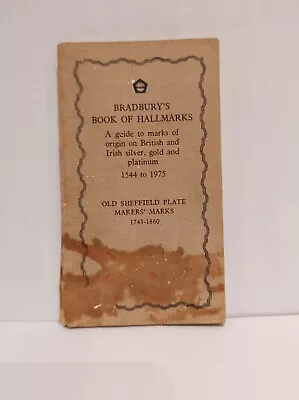 BRADBURY'S
BOOK OF HALLMARKS
A guide to marks of
origin on British and
Irish silver, gold and
platinum
1544 to 1975
OLD SHEFFIELD PLATE
MAKERS' MARKS
1743-1860